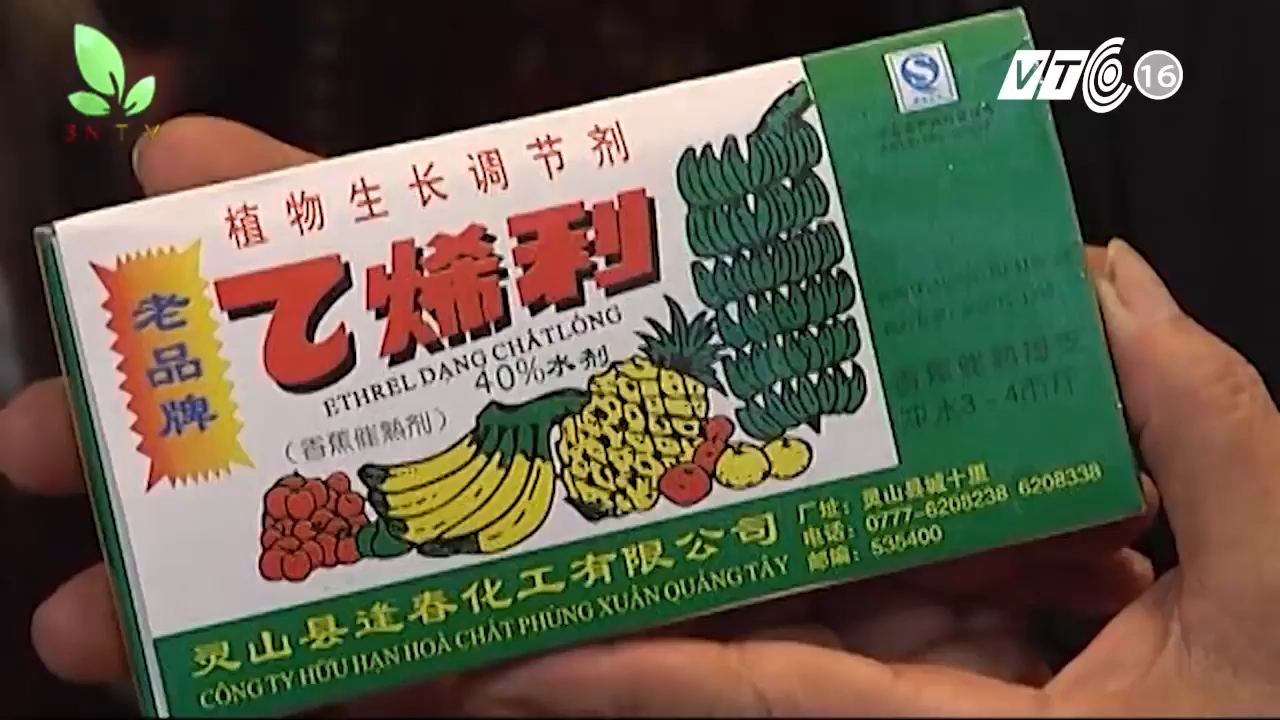 3NTV
VTC 16
植物生长调节剂
乙烯利
ETHREL DẠNG CHẤT LỎNG
40%水剂
(香蕉催熟剂)
老品牌
灵山县逢春化工有限公司
CÔNG TY HỮU HẠN HOÁ CHẤT PHÙNG XUÂN QUẢNG TÂY
厂址: 灵山县城十里
电话: 0777-6208238 6208338
邮编: 535400